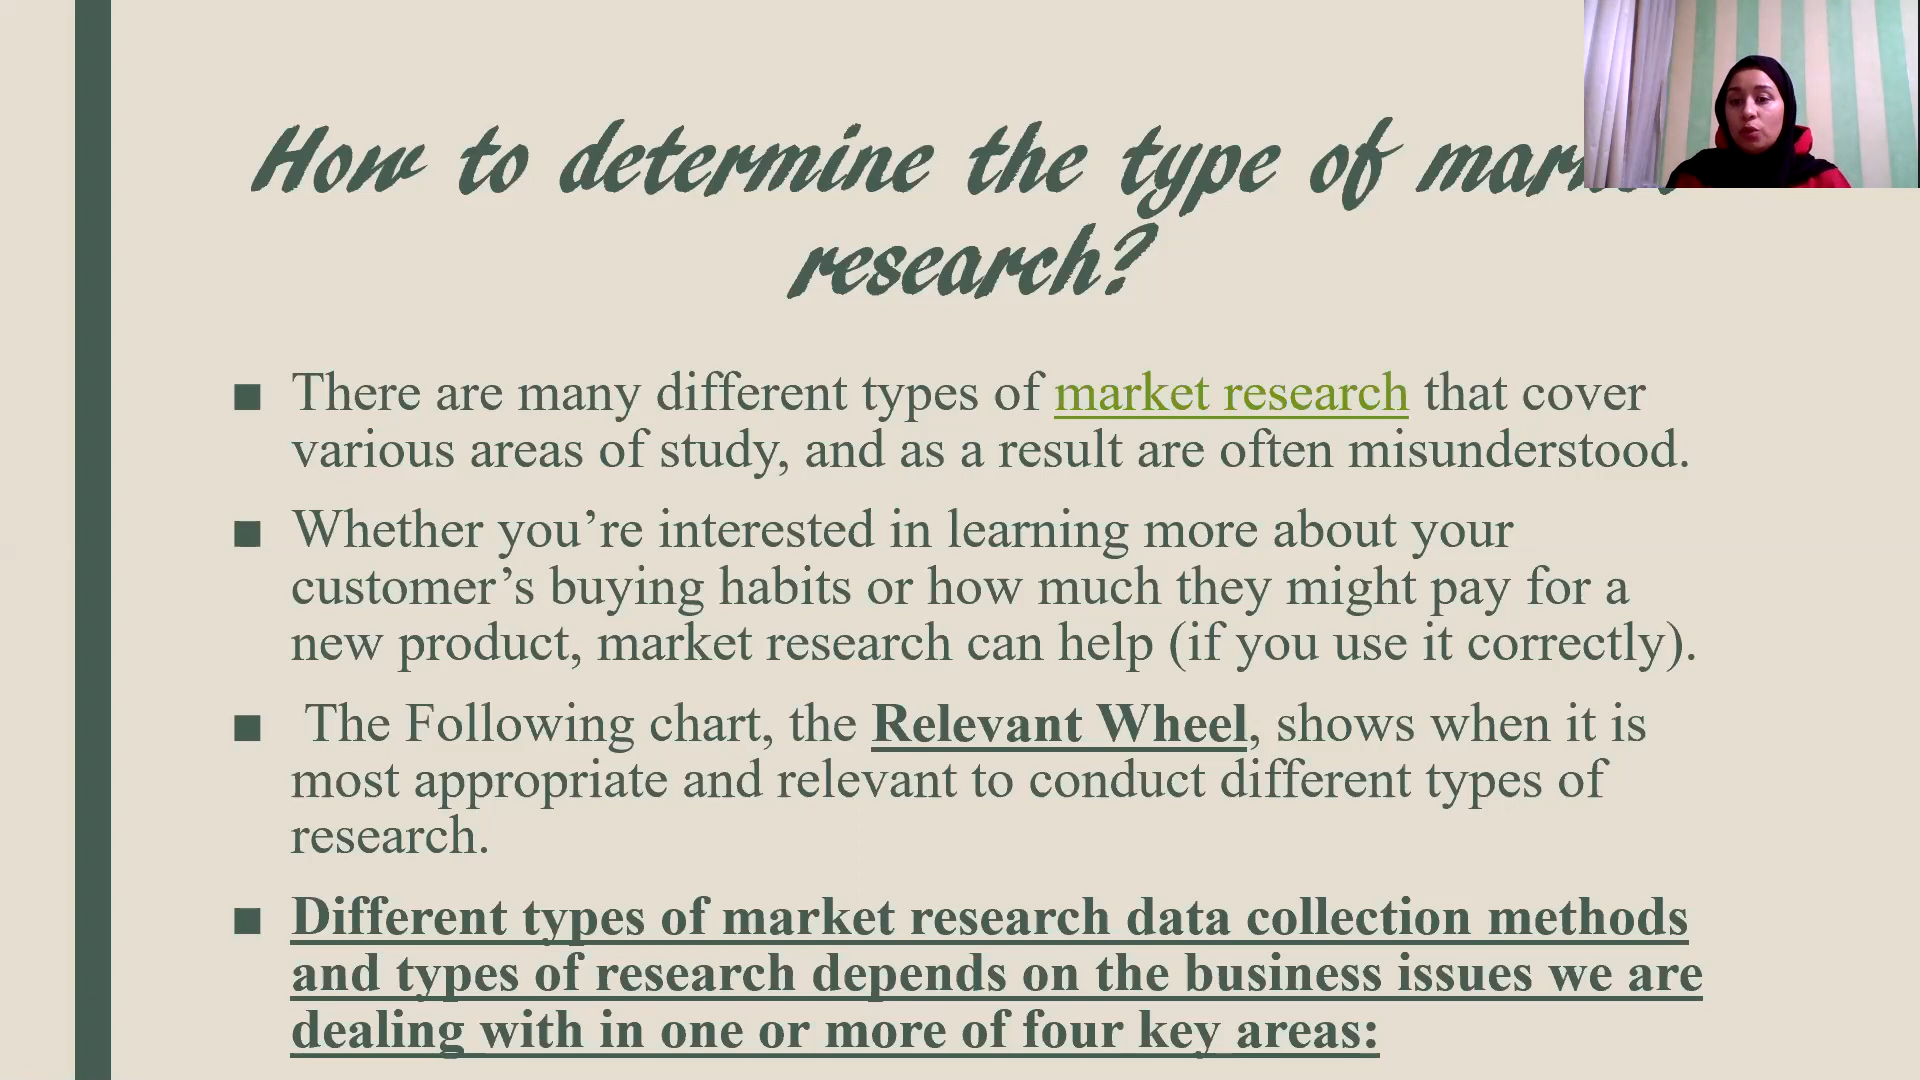 How to determine the type of
research?
■ There are many different types of market research that cover
various areas of study, and as a result are often misunderstood.
■ Whether you’re interested in learning more about your
customer’s buying habits or how much they might pay for a
new product, market research can help (if you use it correctly).
■ The Following chart, the Relevant Wheel, shows when it is
most appropriate and relevant to conduct different types of
research.
■ Different types of market research data collection methods
and types of research depends on the business issues we are
dealing with in one or more of four key areas: